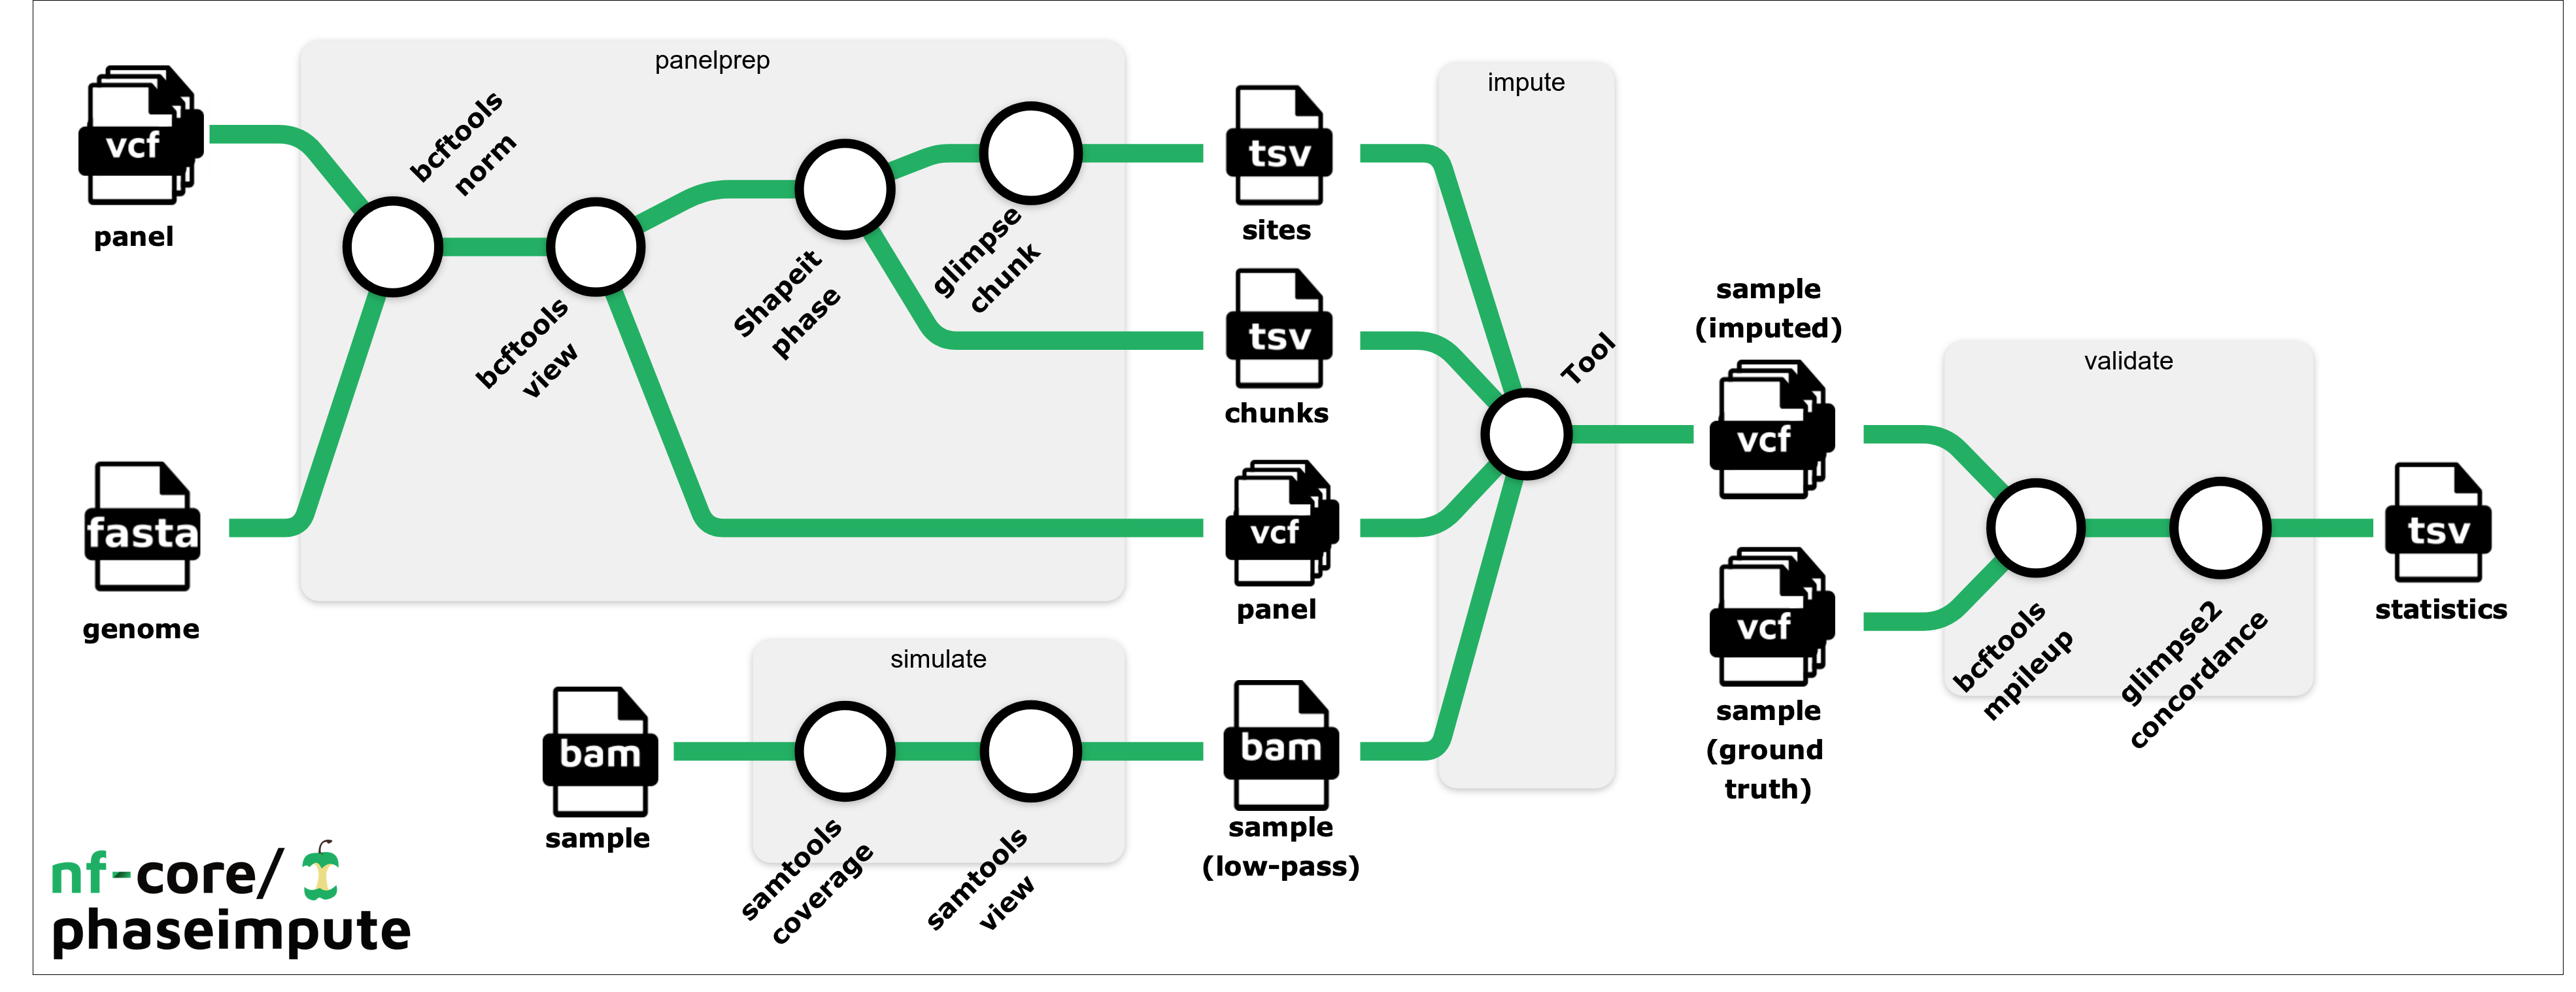 panelprep
vcf
panel
bcftools
norm
bcftools
view
Shapeit
phase
glimpse
chunk
fasta
genome
tsv
sites
tsv
chunks
vcf
panel
simulate
bam
sample
samtools
coverage
samtools
view
bam
sample
(low-pass)
impute
Tool
sample
(imputed)
vcf
vcf
sample
(ground
truth)
validate
bcftools
mpileup
glimpse2
concordance
tsv
statistics
nf-core/
phaseimpute